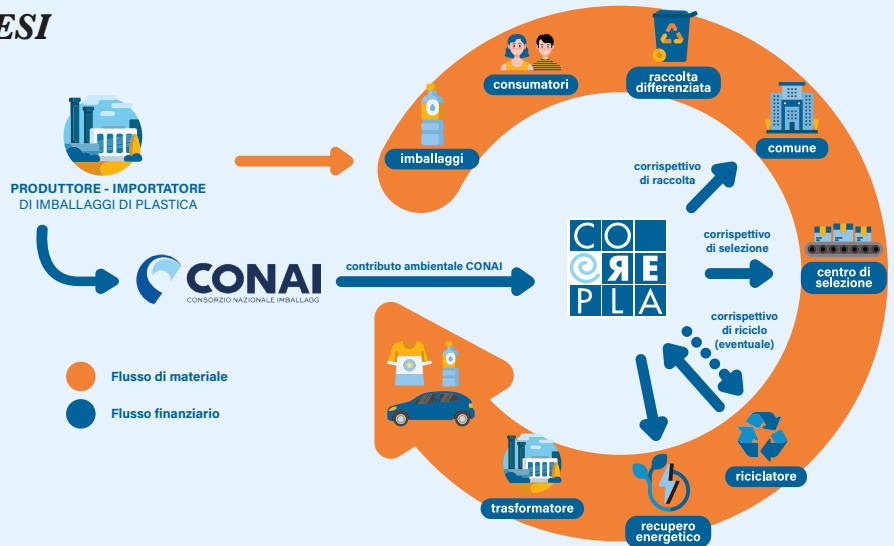 ESI
PRODUTTORE - IMPORTATORE
DI IMBALLAGGI DI PLASTICA
CONAI
CONSORZIO NAZIONALE IMBALLAGG
contributo ambientale CONAI
Flusso di materiale
Flusso finanziario
imballaggi
consumatori
raccolta
differenziata
comune
corrispettivo
di raccolta
CO
RE
PLA
corrispettivo
di selezione
centro di
selezione
corrispettivo
di riciclo
(eventuale)
riciclatore
recupero
energetico
trasformatore